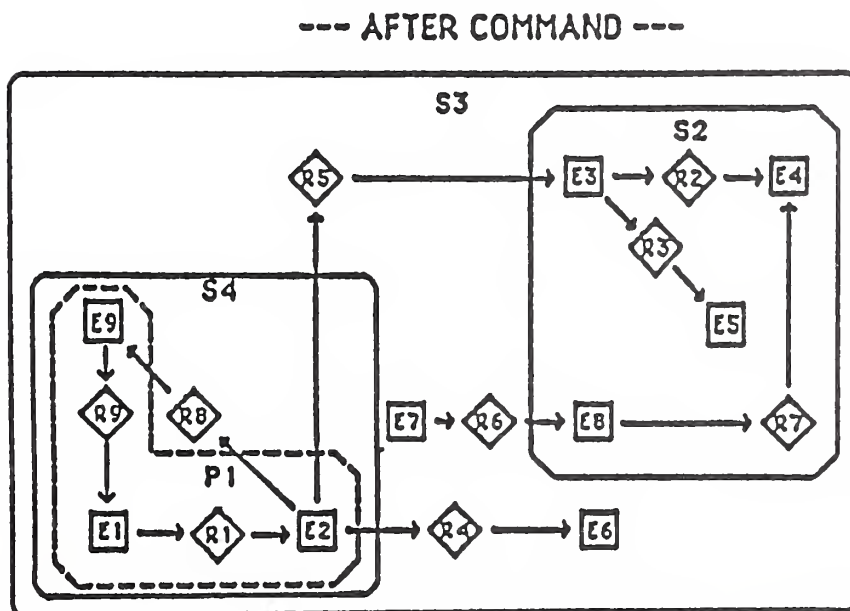 --- AFTER COMMAND ---
S3
S2
R5
E3
R2
E4
R3
S4
E9
E5
R9
R8
E7
R6
E8
R7
P1
E1
R1
E2
R4
E6